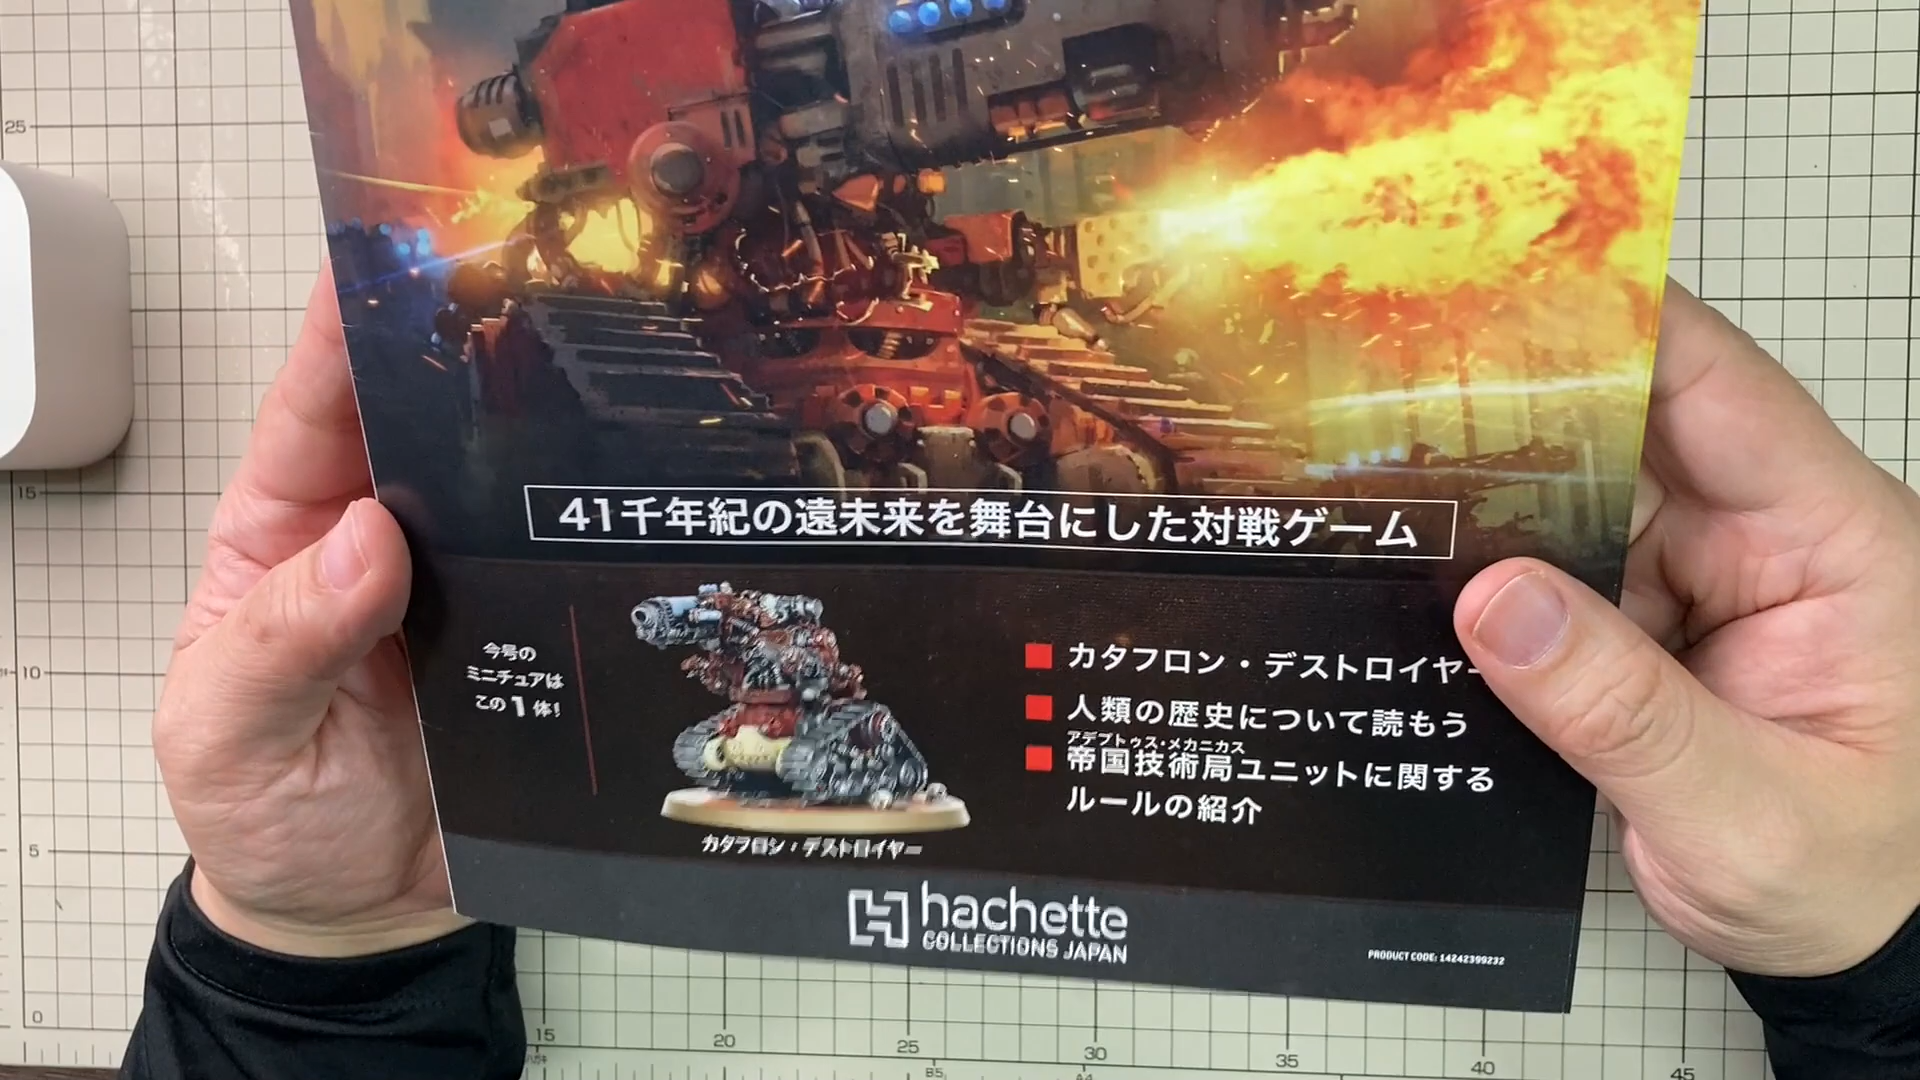 41千年紀の遠未来を舞台にした対戦ゲーム
今号の
ミニチュアは
この1体!
カタフロン・デストロイヤー
カタフロン・デストロイヤー
人類の歴史について読もう
アデプトゥス・メカニカス
帝国技術局ユニットに関する
ルールの紹介
hachette
COLLECTIONS JAPAN
PRODUCT CODE: 14242399232
25
15
10
5
0
15
20
25
30
35
40
45
B5
A4